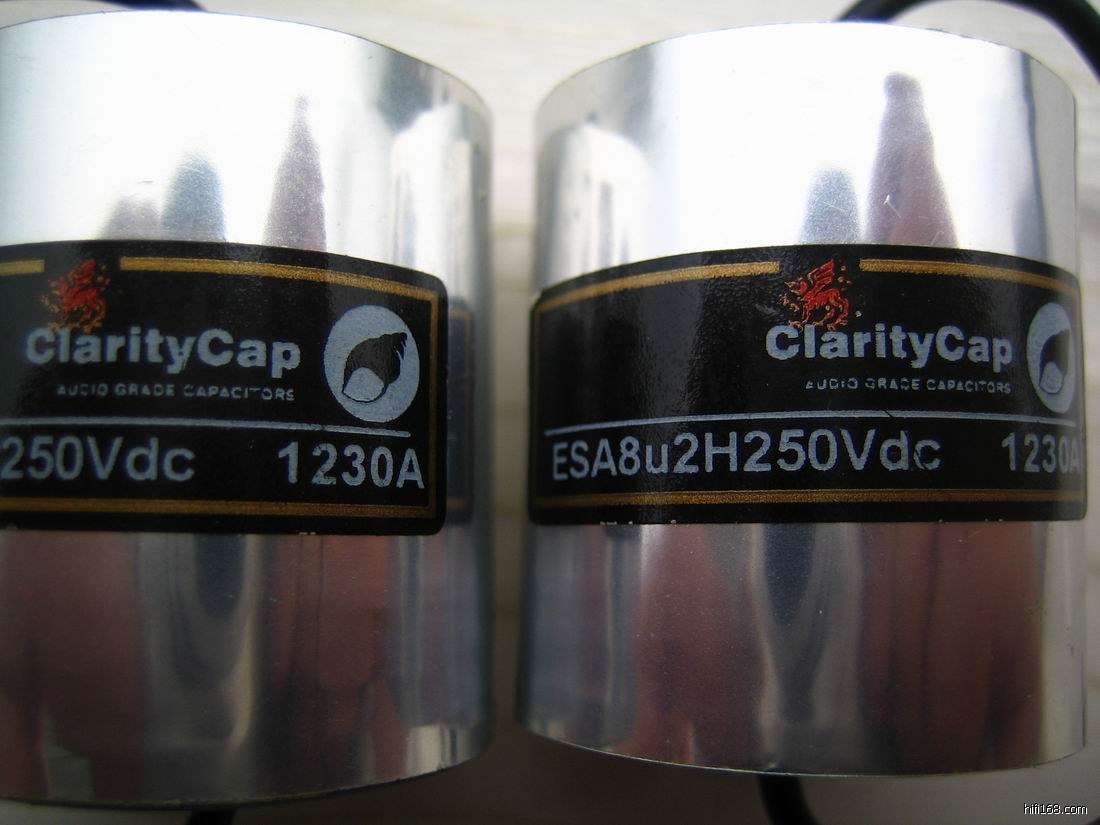 ClarityCap
AUDIO GRADE CAPACITORS
250Vdc 1230A
ClarityCap
AUDIO GRADE CAPACITORS
ESA8u2H250Vdc 1230A
hifi168.com